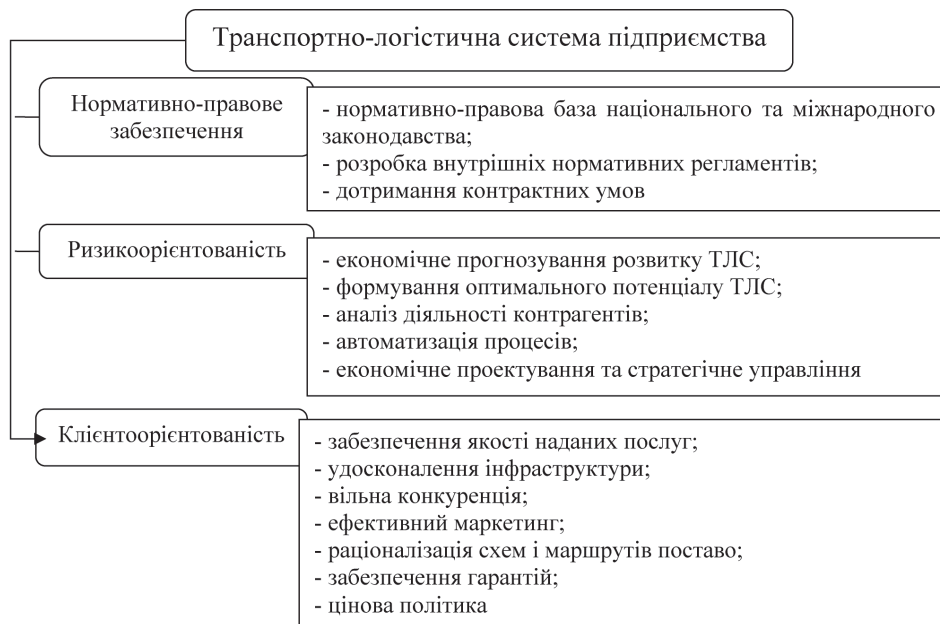 Транспортно-логістична система підприємства
Нормативно-правове
забезпечення
- нормативно-правова база національного та міжнародного
законодавства;
- розробка внутрішніх нормативних регламентів;
- дотримання контрактних умов
Ризикоорієнтованість
- економічне прогнозування розвитку ТЛС;
- формування оптимального потенціалу ТЛС;
- аналіз діяльності контрагентів;
- автоматизація процесів;
- економічне проектування та стратегічне управління
Клієнтоорієнтованість
- забезпечення якості наданих послуг;
- удосконалення інфраструктури;
- вільна конкуренція;
- ефективний маркетинг;
- раціоналізація схем і маршрутів поставо;
- забезпечення гарантій;
- цінова політика